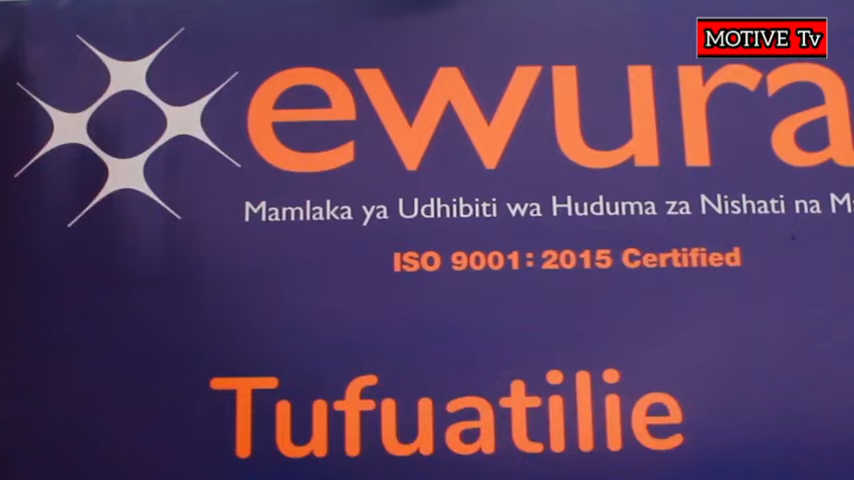 MOTIVE Tv
ewura
Mamlaka ya Udhibiti wa Huduma za Nishati na
ISO 9001:2015 Certified
Tufuatilie